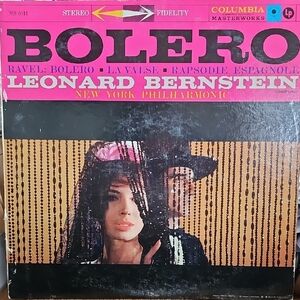 STEREO FIDELITY
COLUMBIA
MASTERWORKS
BOLERO
RAVEL: BOLERO ▪ LA VALSE ▪ RAPSODIE ESPAGNOLE
LEONARD BERNSTEIN
NEW YORK PHILHARMONIC